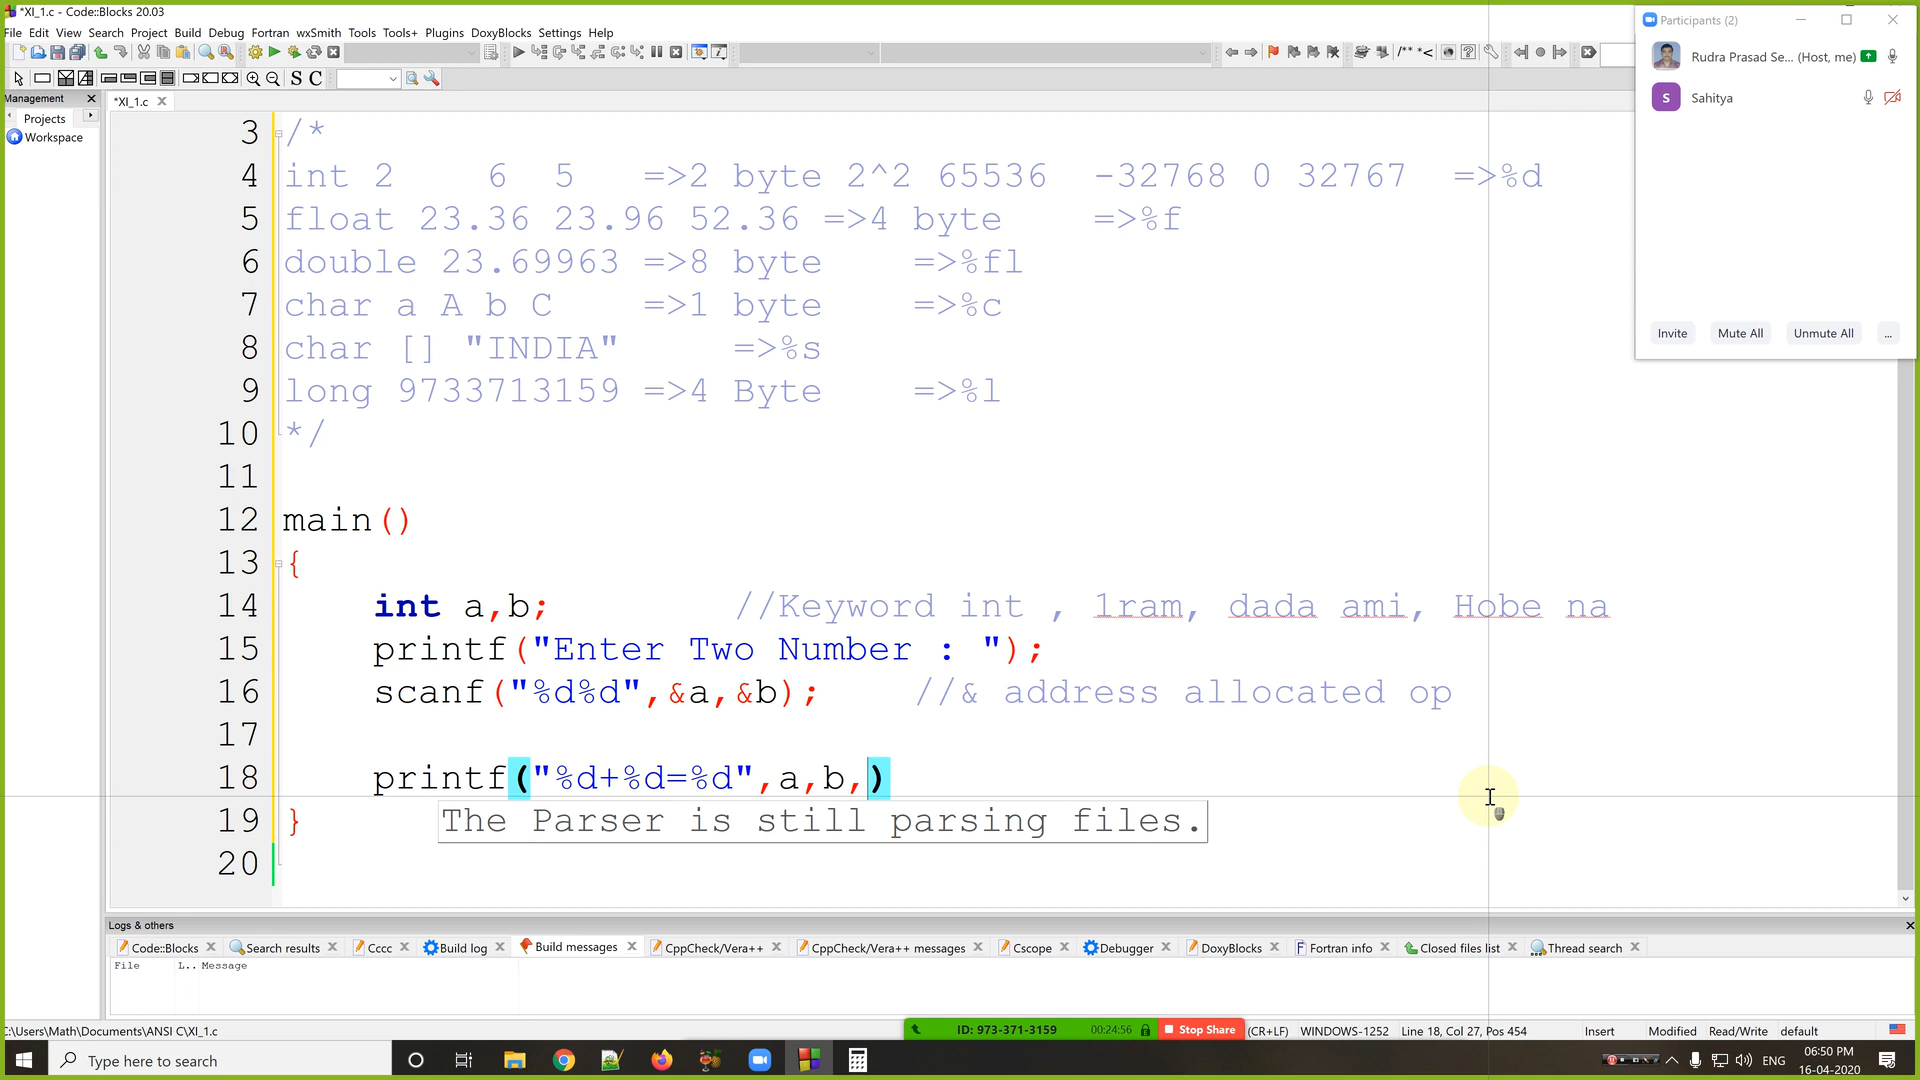 *XI_1.c - Code::Blocks 20.03
File Edit View Search Project Build Debug Fortran wxSmith Tools Tools+ Plugins DoxyBlocks Settings Help
/** *<
S C
Management
*XI_1.c
Projects
Workspace
3 /*
4 int 2 6 5 =>2 byte 2^2 65536 -32768 0 32767 =>%d
5 float 23.36 23.96 52.36 =>4 byte =>%f
6 double 23.69963 =>8 byte =>%fl
7 char a A b C =>1 byte =>%c
8 char [] "INDIA" =>%s
9 long 9733713159 =>4 Byte =>%l
10 */
11
12 main()
13 {
14 int a,b; //Keyword int , 1ram, dada ami, Hobe na
15 printf("Enter Two Number : ");
16 scanf("%d%d",&a,&b); //& address allocated op
17
18 printf("%d+%d=%d",a,b,)
19 }
The Parser is still parsing files.
20
Participants (2)
Rudra Prasad Se... (Host, me)
S Sahitya
Invite Mute All Unmute All ...
Logs & others
Code::Blocks Search results Cccc Build log Build messages CppCheck/Vera++ CppCheck/Vera++ messages Cscope Debugger DoxyBlocks Fortran info Closed files list Thread search
File L.. Message
C:\Users\Math\Documents\ANSI C\XI_1.c
ID: 973-371-3159 00:24:56 Stop Share
(CR+LF) WINDOWS-1252 Line 18, Col 27, Pos 454 Insert Modified Read/Write default
Type here to search
ENG
06:50 PM
16-04-2020